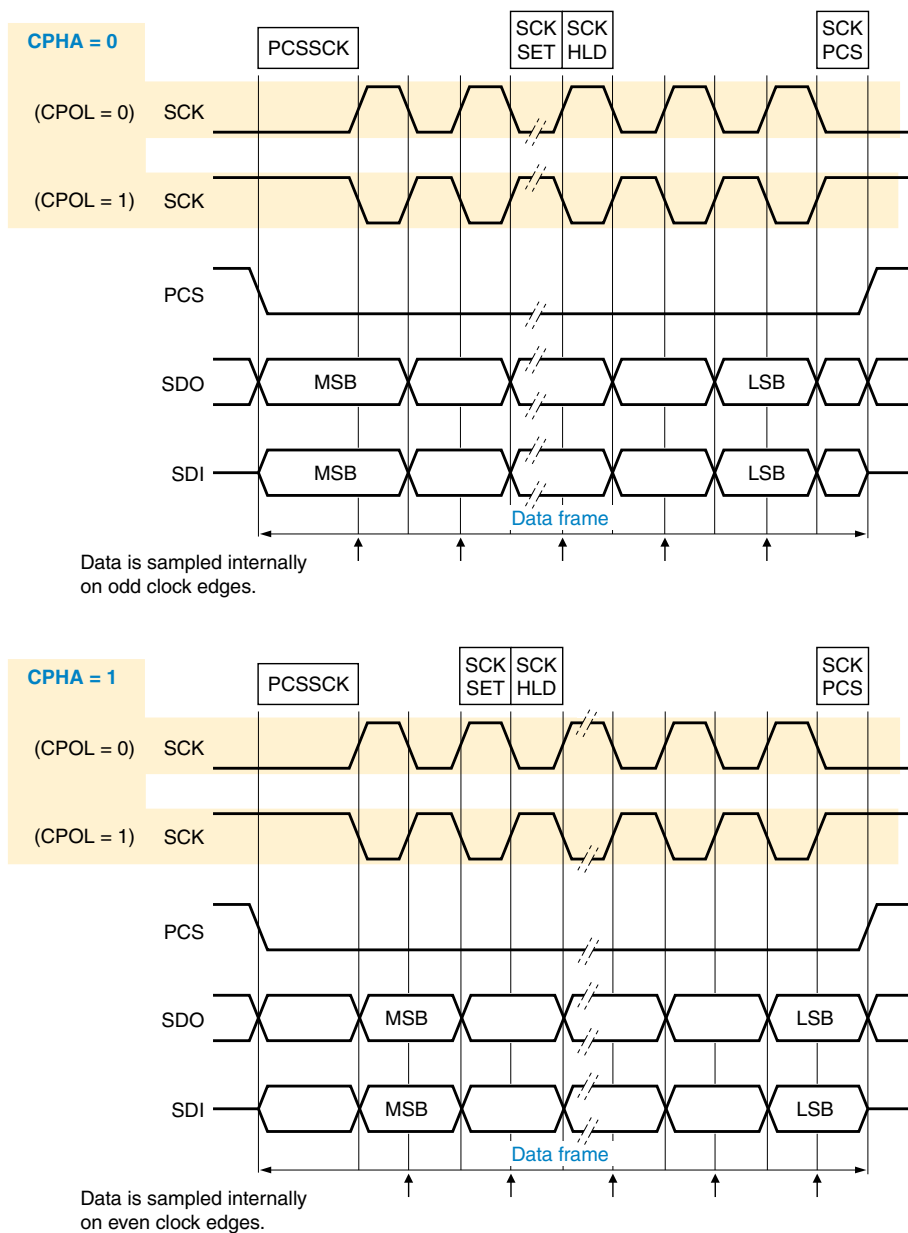 CPHA = 0
PCSSCK
SCK
SET
SCK
HLD
SCK
PCS
(CPOL = 0) SCK
(CPOL = 1) SCK
PCS
SDO MSB LSB
SDI MSB LSB
Data frame
Data is sampled internally
on odd clock edges.
CPHA = 1
PCSSCK
SCK
SET
SCK
HLD
SCK
PCS
(CPOL = 0) SCK
(CPOL = 1) SCK
PCS
SDO MSB LSB
SDI MSB LSB
Data frame
Data is sampled internally
on even clock edges.